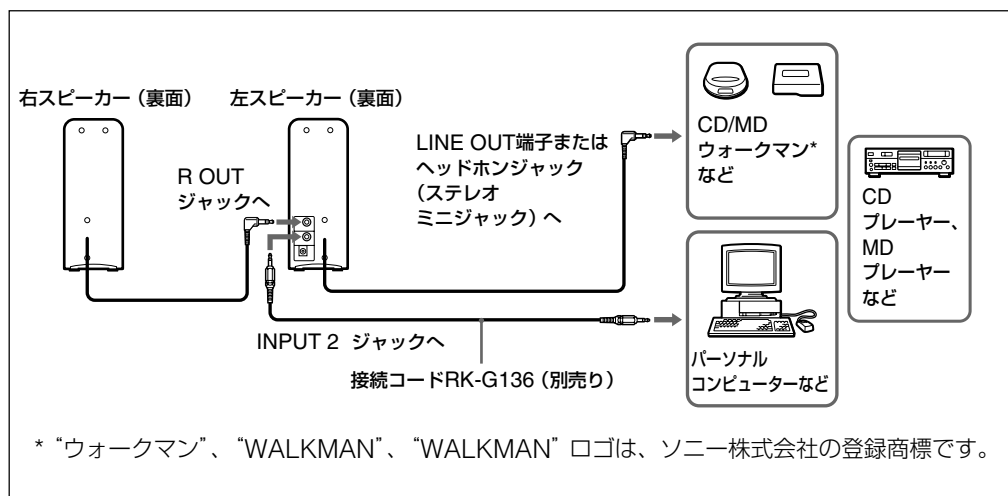 右スピーカー（裏面）
左スピーカー（裏面）
R OUT
ジャックへ
LINE OUT端子または
ヘッドホンジャック
（ステレオ
ミニジャック）へ
CD/MD
ウォークマン*
など
CD
プレーヤー、
MD
プレーヤー
など
INPUT 2 ジャックへ
接続コードRK-G136（別売り）
パーソナル
コンピューターなど
* “ウォークマン”、“WALKMAN”、“WALKMAN” ロゴは、ソニー株式会社の登録商標です。